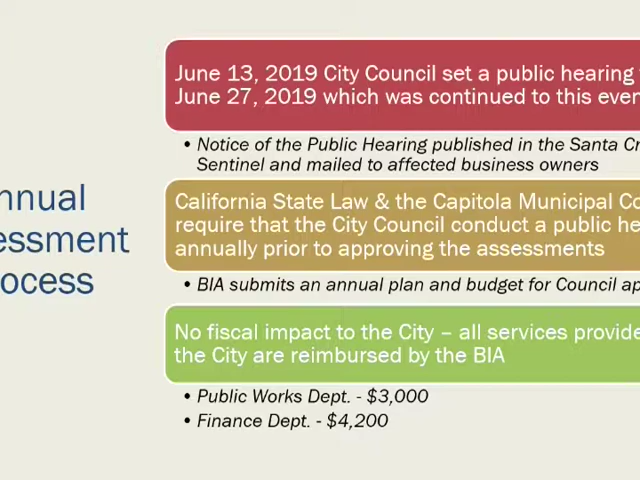 nnual
essment
ocess
June 13, 2019 City Council set a public hearing
June 27, 2019 which was continued to this even
• Notice of the Public Hearing published in the Santa Cr
Sentinel and mailed to affected business owners
California State Law & the Capitola Municipal Co
require that the City Council conduct a public he
annually prior to approving the assessments
• BIA submits an annual plan and budget for Council ap
No fiscal impact to the City – all services provide
the City are reimbursed by the BIA
• Public Works Dept. - $3,000
• Finance Dept. - $4,200